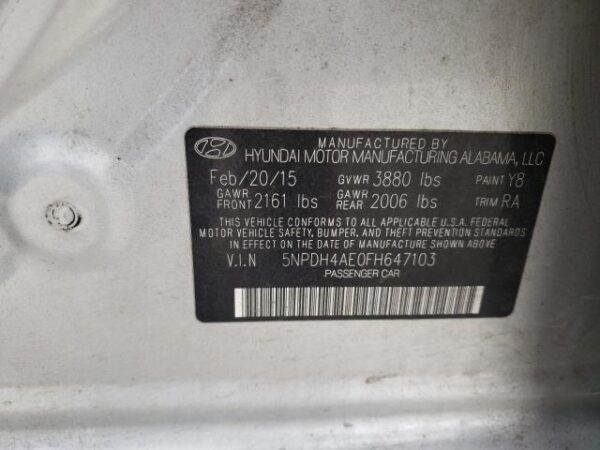 MANUFACTURED BY
HYUNDAI MOTOR MANUFACTURING ALABAMA, LLC
Feb/20/15 GVWR 3880 lbs PAINT Y8
GAWR FRONT 2161 lbs GAWR REAR 2006 lbs TRIM RA
THIS VEHICLE CONFORMS TO ALL APPLICABLE U.S.A. FEDERAL
MOTOR VEHICLE SAFETY, BUMPER, AND THEFT PREVENTION STANDARDS
IN EFFECT ON THE DATE OF MANUFACTURE SHOWN ABOVE
V.I.N 5NPDH4AE0FH647103
PASSENGER CAR